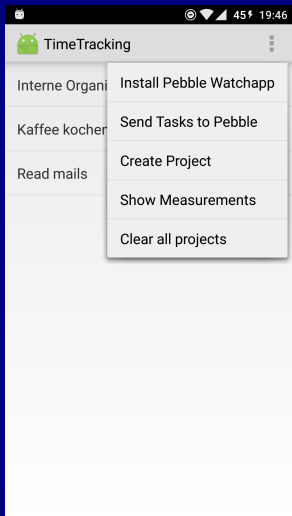 45 19:46
TimeTracking
Interne Organi
Install Pebble Watchapp
Send Tasks to Pebble
Kaffee kochen
Create Project
Read mails
Show Measurements
Clear all projects